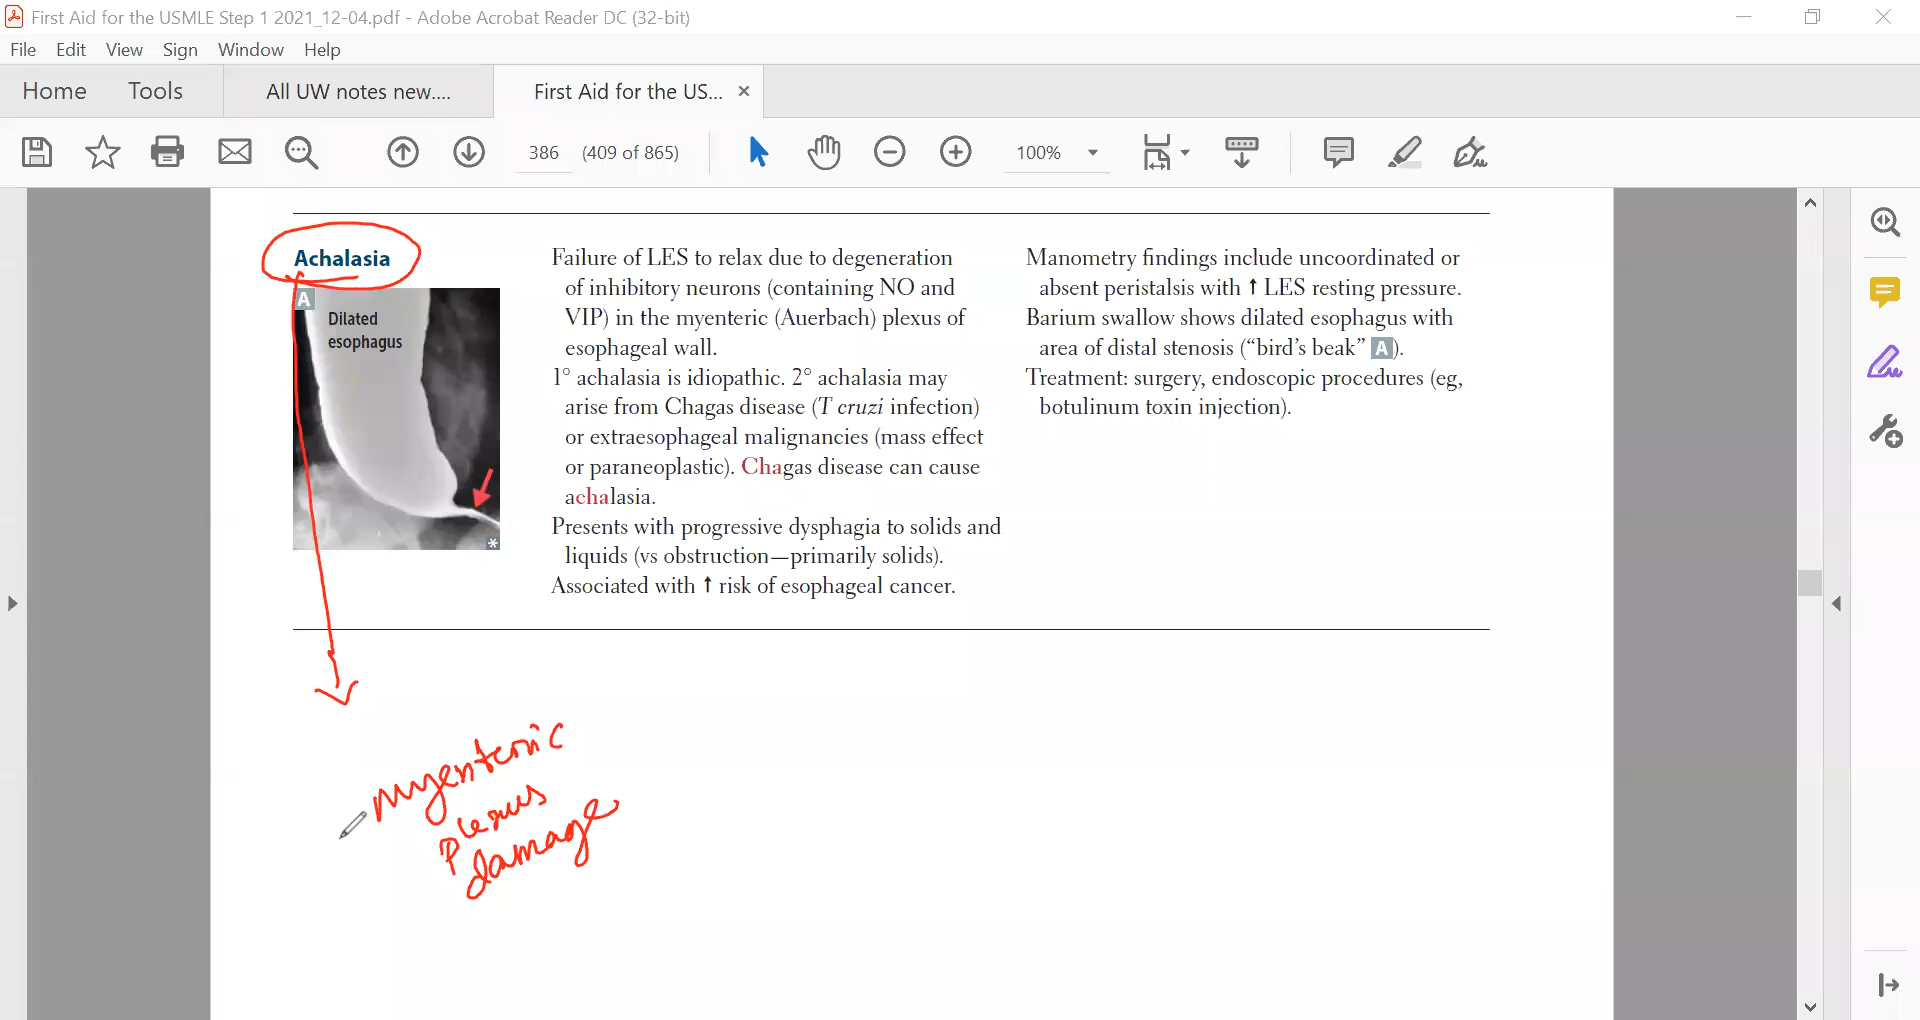 First Aid for the USMLE Step 1 2021_12-04.pdf - Adobe Acrobat Reader DC (32-bit)
File Edit View Sign Window Help
Home Tools All UW notes new.... First Aid for the US... ×
386 (409 of 865) 100%
Achalasia
A
Dilated
esophagus
*
Failure of LES to relax due to degeneration
of inhibitory neurons (containing NO and
VIP) in the myenteric (Auerbach) plexus of
esophageal wall.
1° achalasia is idiopathic. 2° achalasia may
arise from Chagas disease (T cruzi infection)
or extraesophageal malignancies (mass effect
or paraneoplastic). Chagas disease can cause
achalasia.
Presents with progressive dysphagia to solids and
liquids (vs obstruction—primarily solids).
Associated with ↑ risk of esophageal cancer.
Manometry findings include uncoordinated or
absent peristalsis with ↑ LES resting pressure.
Barium swallow shows dilated esophagus with
area of distal stenosis (“bird’s beak” A).
Treatment: surgery, endoscopic procedures (eg,
botulinum toxin injection).
myenteric
plexus
damage